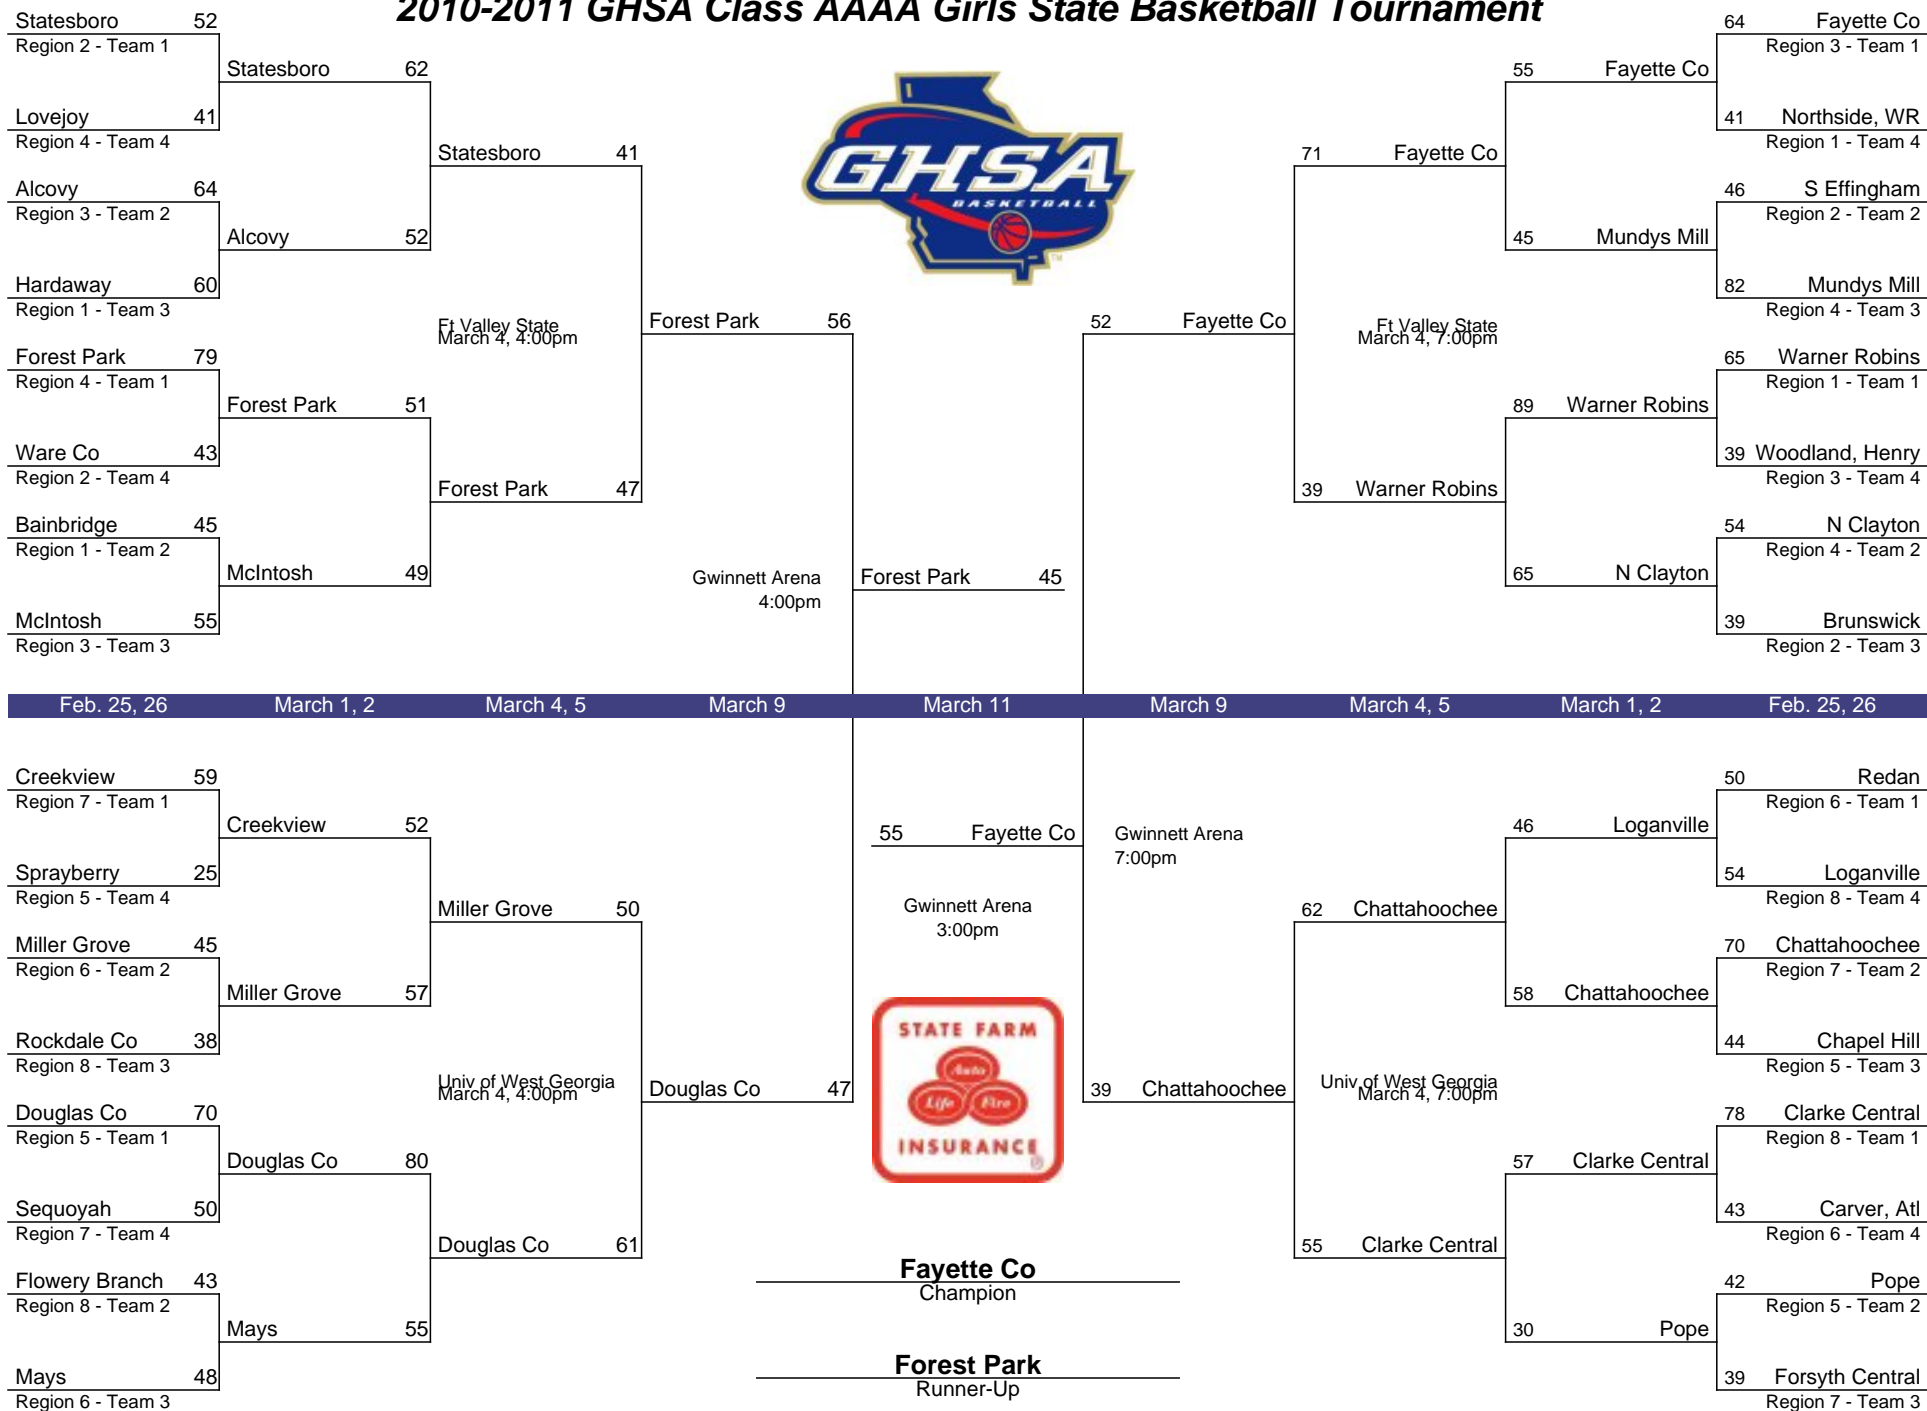 2010-2011 GHSA Class AAAA Girls State Basketball Tournament
Statesboro 52
Region 2 - Team 1
Lovejoy 41
Region 4 - Team 4
Alcovy 64
Region 3 - Team 2
Hardaway 60
Region 1 - Team 3
Forest Park 79
Region 4 - Team 1
Ware Co 43
Region 2 - Team 4
Bainbridge 45
Region 1 - Team 2
McIntosh 55
Region 3 - Team 3
Statesboro 62
Alcovy 52
Forest Park 51
McIntosh 49
Statesboro 41
Ft Valley State
March 4, 4:00pm
Forest Park 47
Forest Park 56
Gwinnett Arena
4:00pm
Forest Park 45
GHSA
BASKETBALL
TM
52 Fayette Co
71 Fayette Co
Ft Valley State
March 4, 7:00pm
39 Warner Robins
55 Fayette Co
45 Mundys Mill
89 Warner Robins
65 N Clayton
64 Fayette Co
Region 3 - Team 1
41 Northside, WR
Region 1 - Team 4
46 S Effingham
Region 2 - Team 2
82 Mundys Mill
Region 4 - Team 3
65 Warner Robins
Region 1 - Team 1
39 Woodland, Henry
Region 3 - Team 4
54 N Clayton
Region 4 - Team 2
39 Brunswick
Region 2 - Team 3
Feb. 25, 26 March 1, 2 March 4, 5 March 9 March 11 March 9 March 4, 5 March 1, 2 Feb. 25, 26
Creekview 59
Region 7 - Team 1
Sprayberry 25
Region 5 - Team 4
Miller Grove 45
Region 6 - Team 2
Rockdale Co 38
Region 8 - Team 3
Douglas Co 70
Region 5 - Team 1
Sequoyah 50
Region 7 - Team 4
Flowery Branch 43
Region 8 - Team 2
Mays 48
Region 6 - Team 3
Creekview 52
Miller Grove 57
Douglas Co 80
Mays 55
Miller Grove 50
Univ of West Georgia
March 4, 4:00pm
Douglas Co 61
Douglas Co 47
55 Fayette Co
Gwinnett Arena
7:00pm
Gwinnett Arena
3:00pm
STATE FARM
Auto
Life Fire
INSURANCE
®
Fayette Co
Champion
Forest Park
Runner-Up
39 Chattahoochee
62 Chattahoochee
Univ of West Georgia
March 4, 7:00pm
55 Clarke Central
46 Loganville
58 Chattahoochee
57 Clarke Central
30 Pope
50 Redan
Region 6 - Team 1
54 Loganville
Region 8 - Team 4
70 Chattahoochee
Region 7 - Team 2
44 Chapel Hill
Region 5 - Team 3
78 Clarke Central
Region 8 - Team 1
43 Carver, Atl
Region 6 - Team 4
42 Pope
Region 5 - Team 2
39 Forsyth Central
Region 7 - Team 3